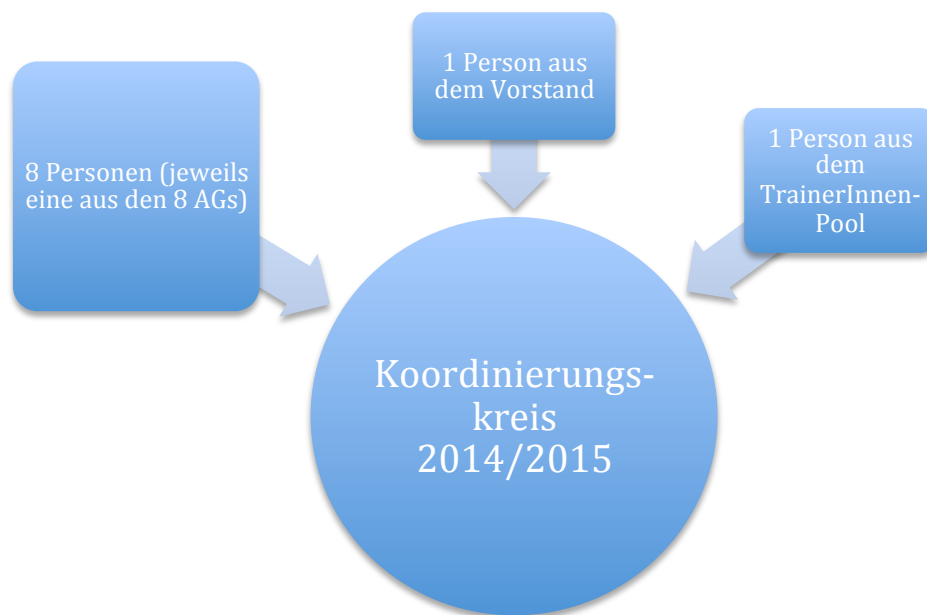 8 Personen (jeweils
eine aus den 8 AGs)
1 Person aus
dem Vorstand
1 Person aus
dem
TrainerInnen-
Pool
Koordinierungs-
kreis
2014/2015